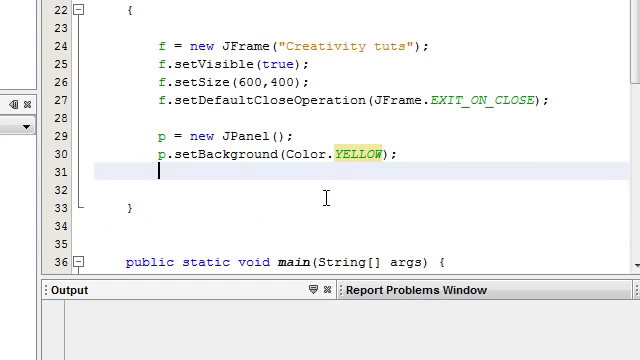 22 {
23
24 f = new JFrame("Creativity tuts");
25 f.setVisible(true);
26 f.setSize(600,400);
27 f.setDefaultCloseOperation(JFrame.EXIT_ON_CLOSE);
28
29 p = new JPanel();
30 p.setBackground(Color.YELLOW);
31
32
33 }
34
35
36 public static void main(String[] args) {
Output Report Problems Window